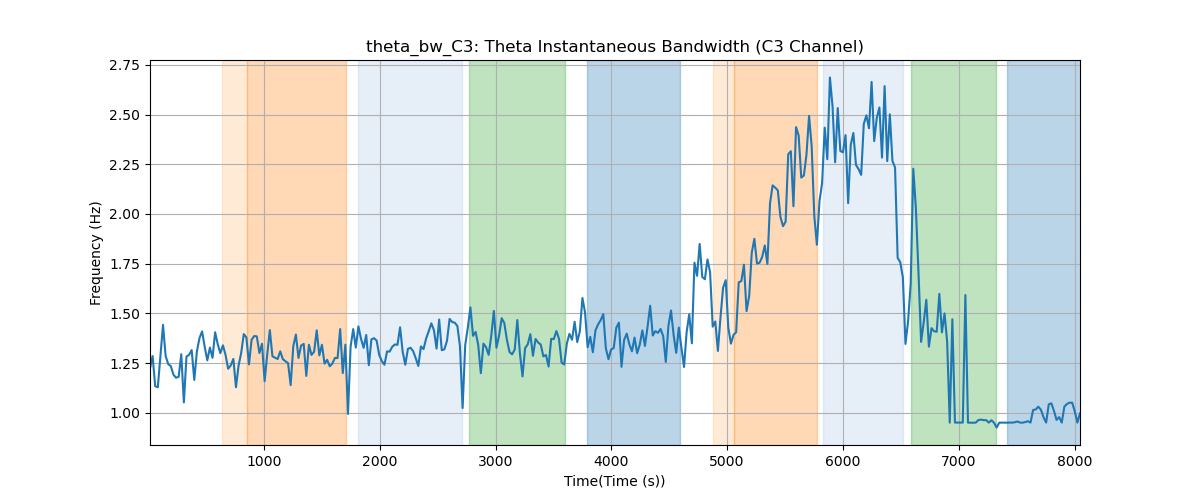 theta_bw_C3: Theta Instantaneous Bandwidth (C3 Channel)
2.75
2.50
2.25
2.00
1.75
1.50
1.25
1.00
Frequency (Hz)
1000 2000 3000 4000 5000 6000 7000 8000
Time(Time (s))